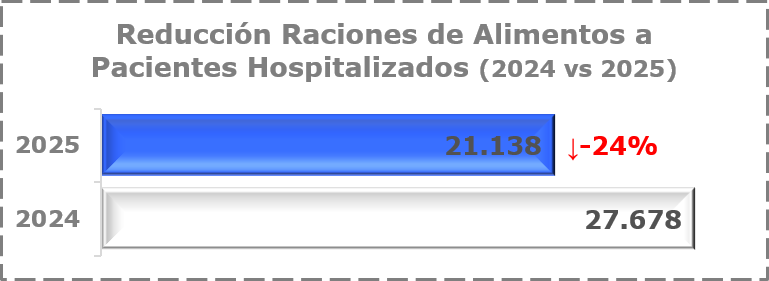 Reducción Raciones de Alimentos a
Pacientes Hospitalizados (2024 vs 2025)
2025 21.138 ↓-24%
2024 27.678